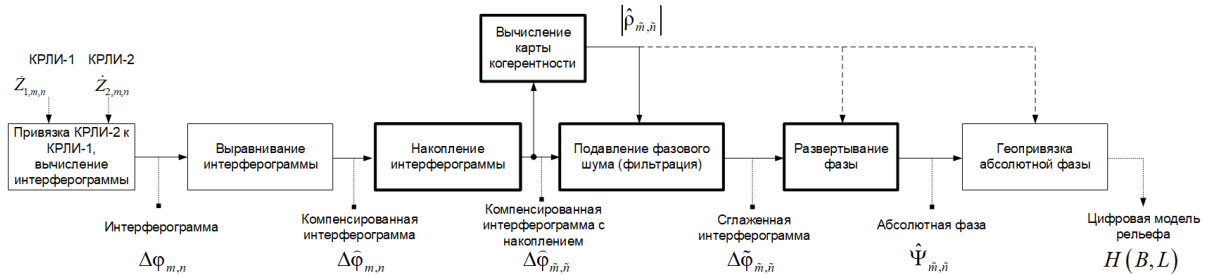 КРЛИ-1 КРЛИ-2
Ż₁,m,n Ż₂,m,n
Привязка КРЛИ-2 к
КРЛИ-1,
вычисление
интерферограммы
Выравнивание
интерферограммы
Накопление
интерферограммы
Вычисление
карты
когерентности
|ρ̂m̃,ñ|
Подавление фазового
шума (фильтрация)
Развертывание
фазы
Геопривязка
абсолютной фазы
Интерферограмма
Δφm,n
Компенсированная
интерферограмма
Δφ̂m,n
Компенсированная
интерферограмма с
накоплением
Δφ̂m̃,ñ
Сглаженная
интерферограмма
Δφ̃m̃,ñ
Абсолютная фаза
Ψ̂m̃,ñ
Цифровая модель
рельефа
H(B, L)